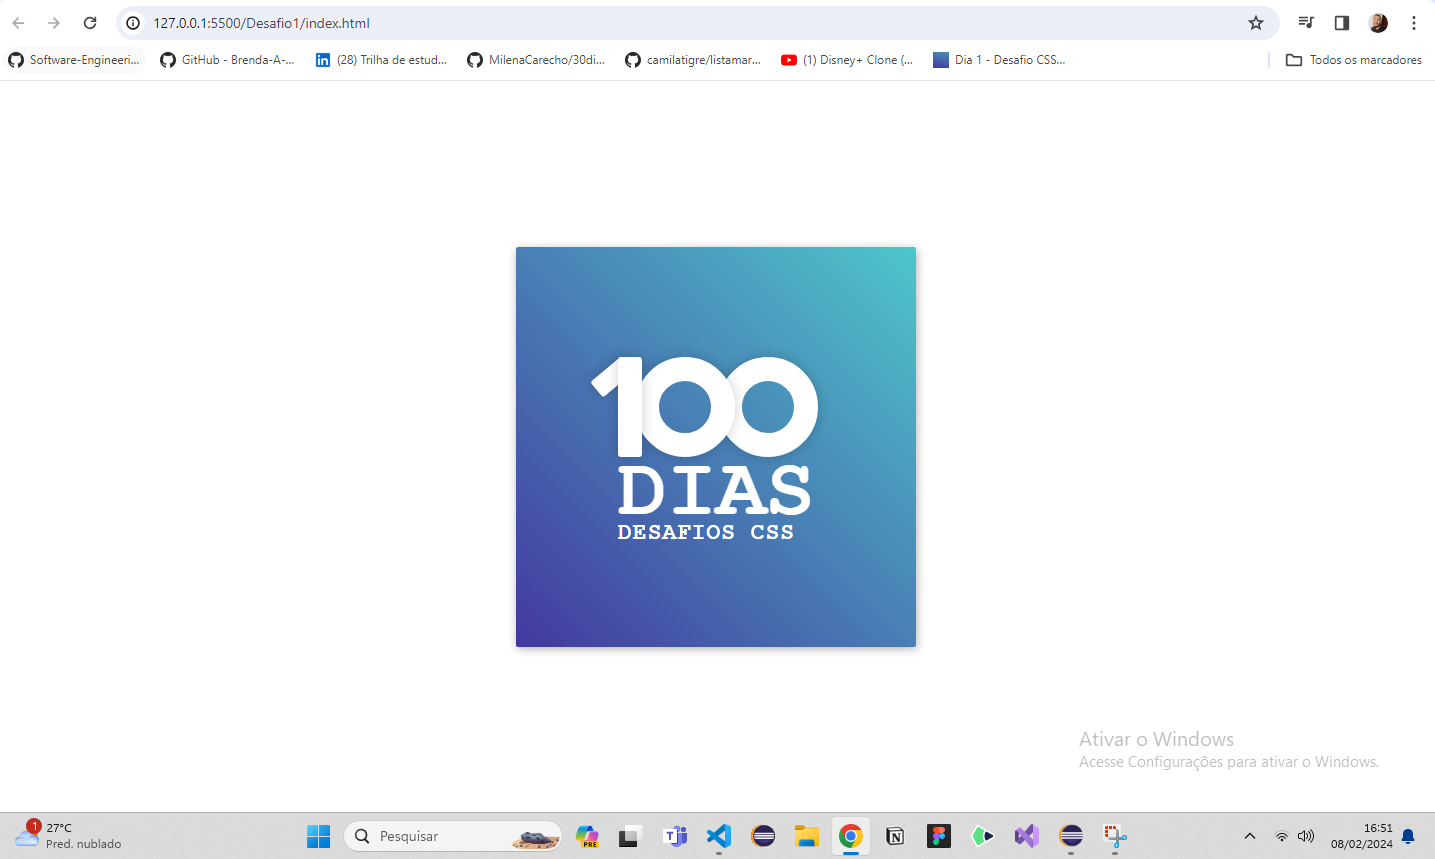 127.0.0.1:5500/Desafio1/index.html
Software-Engineeri...
GitHub - Brenda-A-...
(28) Trilha de estud...
MilenaCarecho/30di...
camilatigre/listamar...
(1) Disney+ Clone (...
Dia 1 - Desafio CSS...
Todos os marcadores
100
DIAS
DESAFIOS CSS
Ativar o Windows
Acesse Configurações para ativar o Windows.
1
27°C
Pred. nublado
Pesquisar
PRE
16:51
08/02/2024